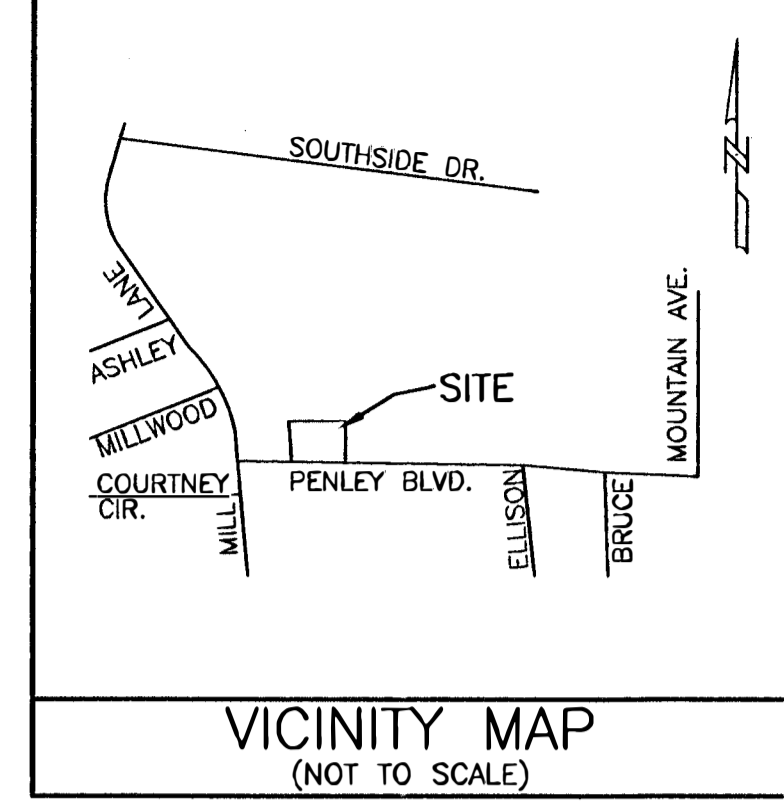 SOUTHSIDE DR.
N
LANE
MOUNTAIN AVE.
ASHLEY
SITE
MILLWOOD
COURTNEY
CIR.
MILL
PENLEY BLVD.
ELLISON
BRUCE
VICINITY MAP
(NOT TO SCALE)